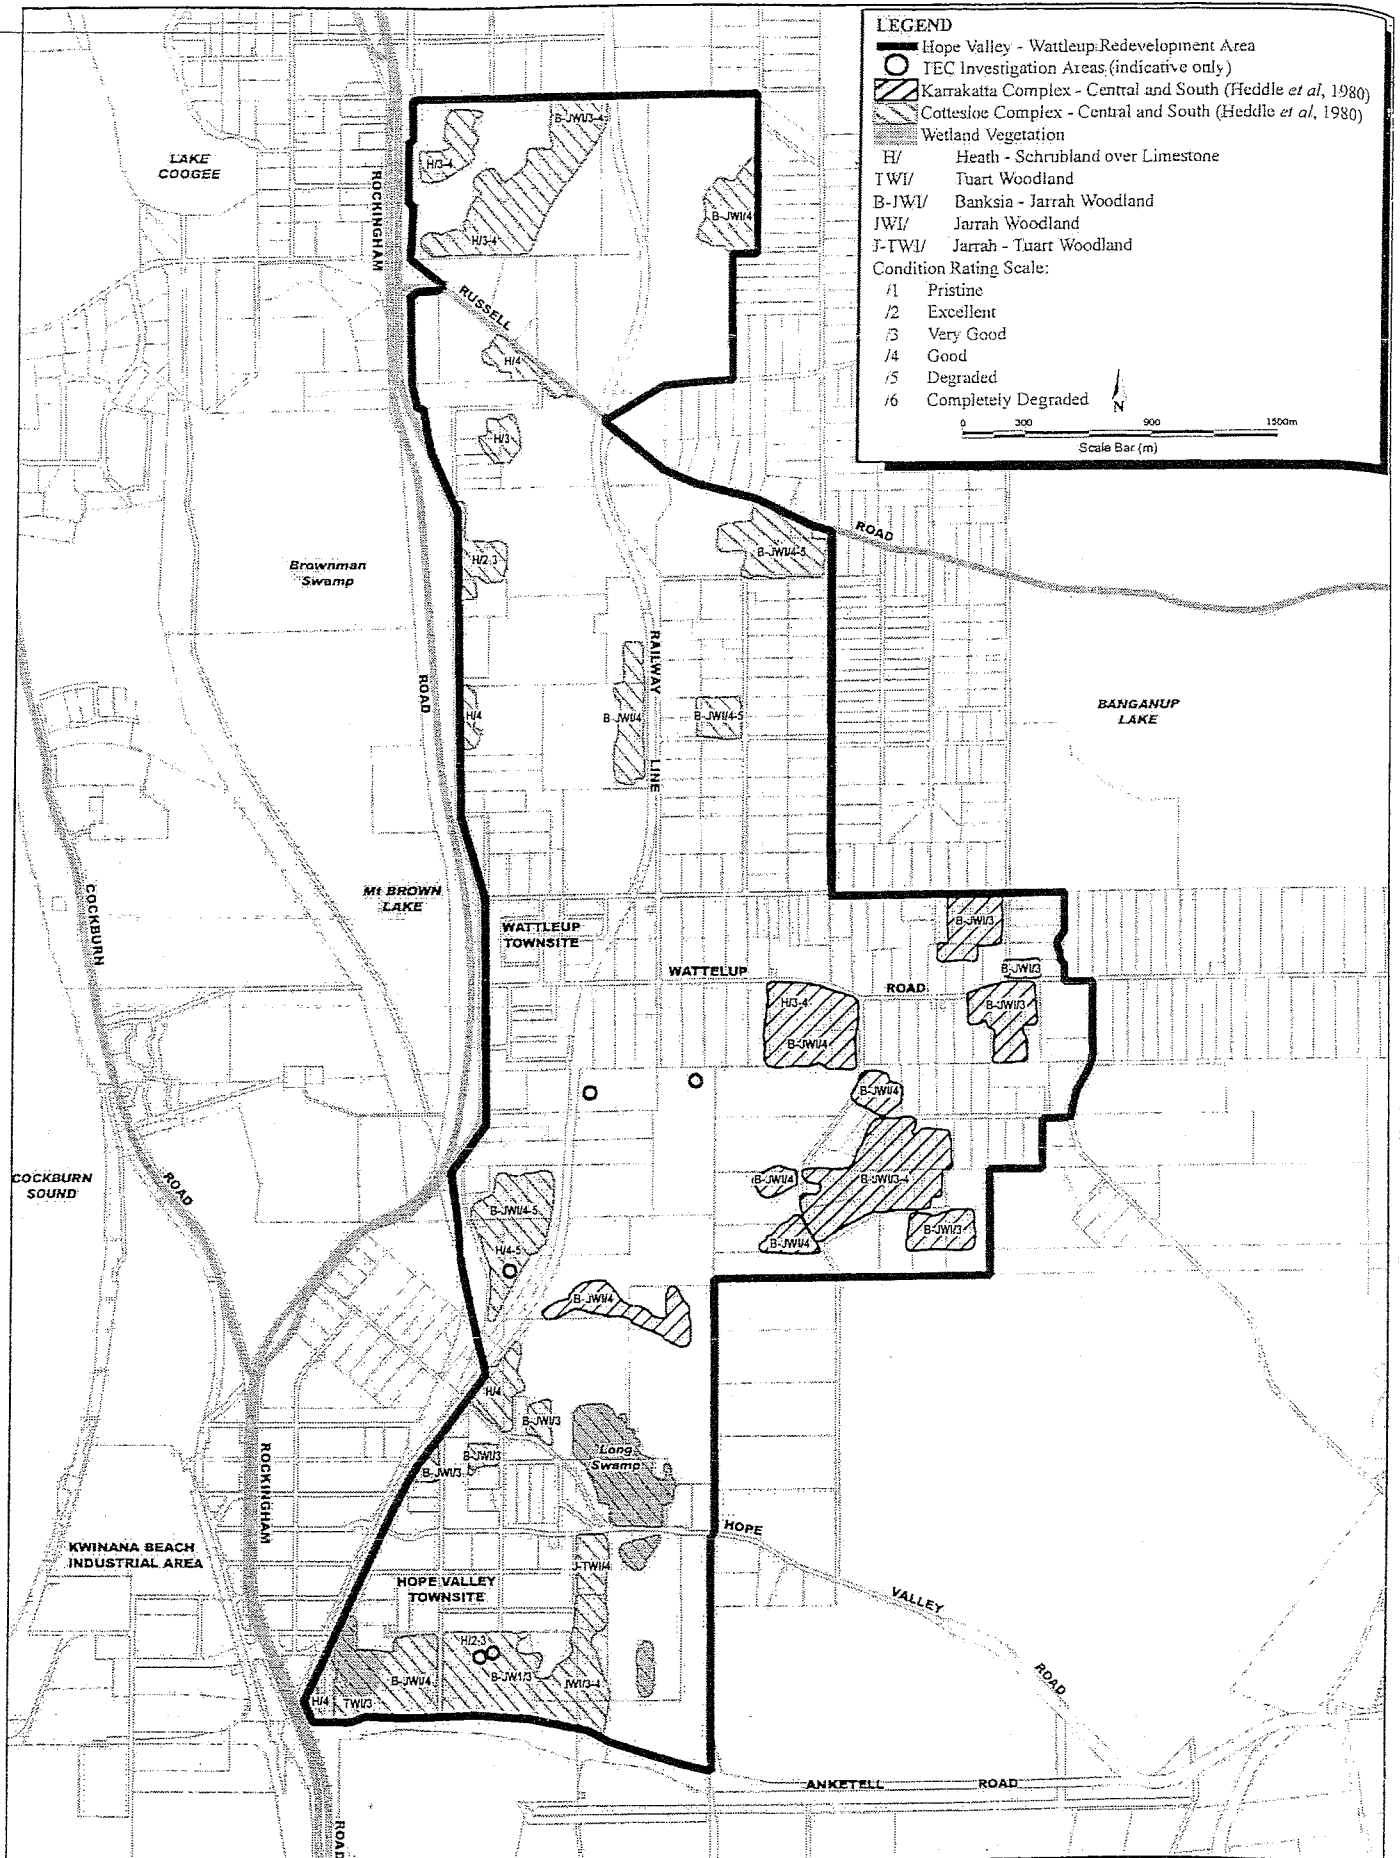 LEGEND
Hope Valley - Wattleup Redevelopment Area
TEC Investigation Areas (indicative only)
Karrakatta Complex - Central and South (Heddle et al, 1980)
Cottesloe Complex - Central and South (Heddle et al, 1980)
Wetland Vegetation
H/ Heath - Schrubland over Limestone
TWI/ Tuart Woodland
B-JWI/ Banksia - Jarrah Woodland
JWI/ Jarrah Woodland
J-TWI/ Jarrah - Tuart Woodland
Condition Rating Scale:
/1 Pristine
/2 Excellent
/3 Very Good
/4 Good
/5 Degraded
/6 Completely Degraded
N
0 300 900 1500m
Scale Bar (m)
LAKE
COOGEE
ROCKINGHAM
H/3-4
B-JWI/3-4
B-JWI/4
H/3-4
RUSSELL
H/4
H/3
ROAD
B-JWI/4-5
H/2-3
Brownman
Swamp
RAILWAY
ROAD
H/4
B-JWI/4
B-JWI/4-5
LINE
BANGANUP
LAKE
Mt BROWN
LAKE
COCKBURN
WATTLEUP
TOWNSITE
B-JWI/3
WATTELUP
ROAD
B-JWI/3
H/3-4
B-JWI/3
B-JWI/4
B-JWI/4
COCKBURN
SOUND
ROAD
B-JWI/4
B-JWI/3-4
B-JWI/4-5
B-JWI/3
B-JWI/4
H/4-5
B-JWI/4
H/4
B-JWI/3
B-JWI/3
B-JWI/3
Long
Swamp
ROCKINGHAM
HOPE
KWINANA BEACH
INDUSTRIAL AREA
J-TWI/4
HOPE VALLEY
TOWNSITE
VALLEY
H/2-3
B-JWI/4
B-JW1/3
JWI/3-4
ROAD
H/4
TWI/3
ANKETELL
ROAD
ROAD